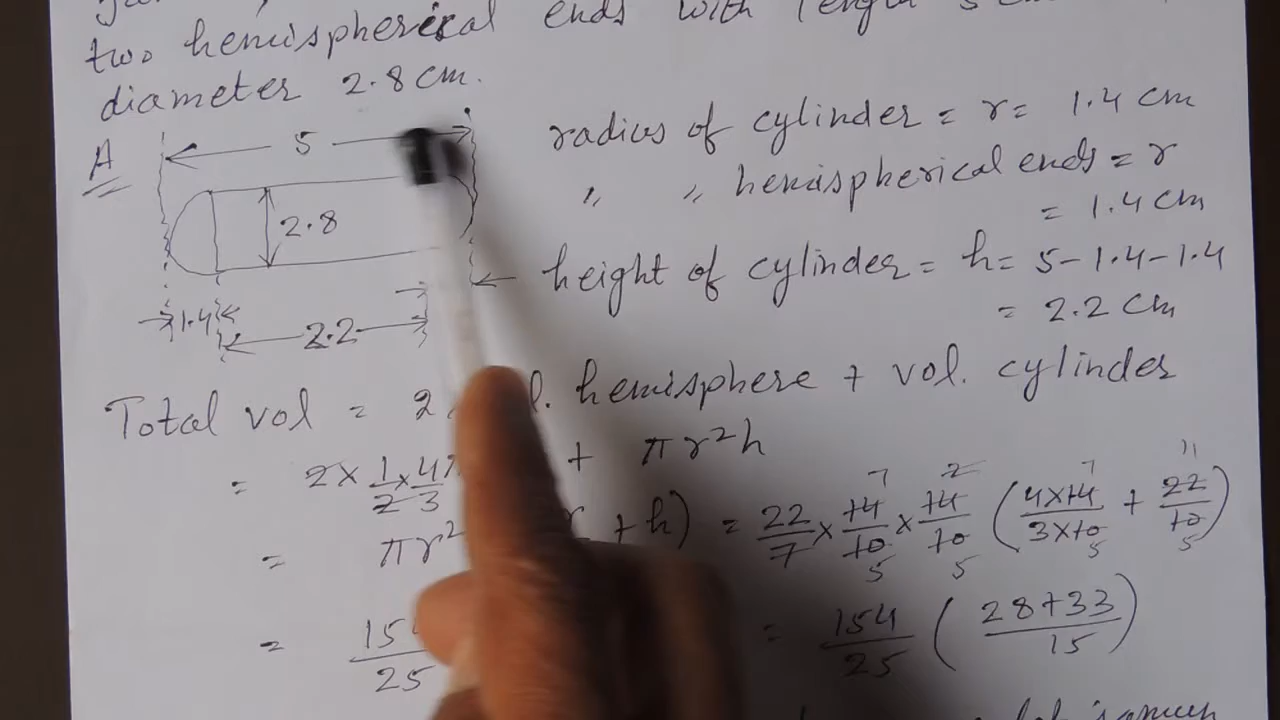 ends with length
two hemispherical
diameter 2.8 cm.
A
5
2.8
1.4
2.2
radius of cylinder = r = 1.4 cm
" " hemispherical ends = r
= 1.4 cm
height of cylinder = h = 5-1.4-1.4
= 2.2 cm
Total vol = 2 hemisphere + vol. cylinder
= 2 × 1/2 × 4/3 + πr²h
= πr² + h) = 22/7 × 14/10 × 14/10 (4×14/3×10 + 22/10)
7 2 7 11
5 5 5 5
= 15 25 = 154/25 (28+33/15)